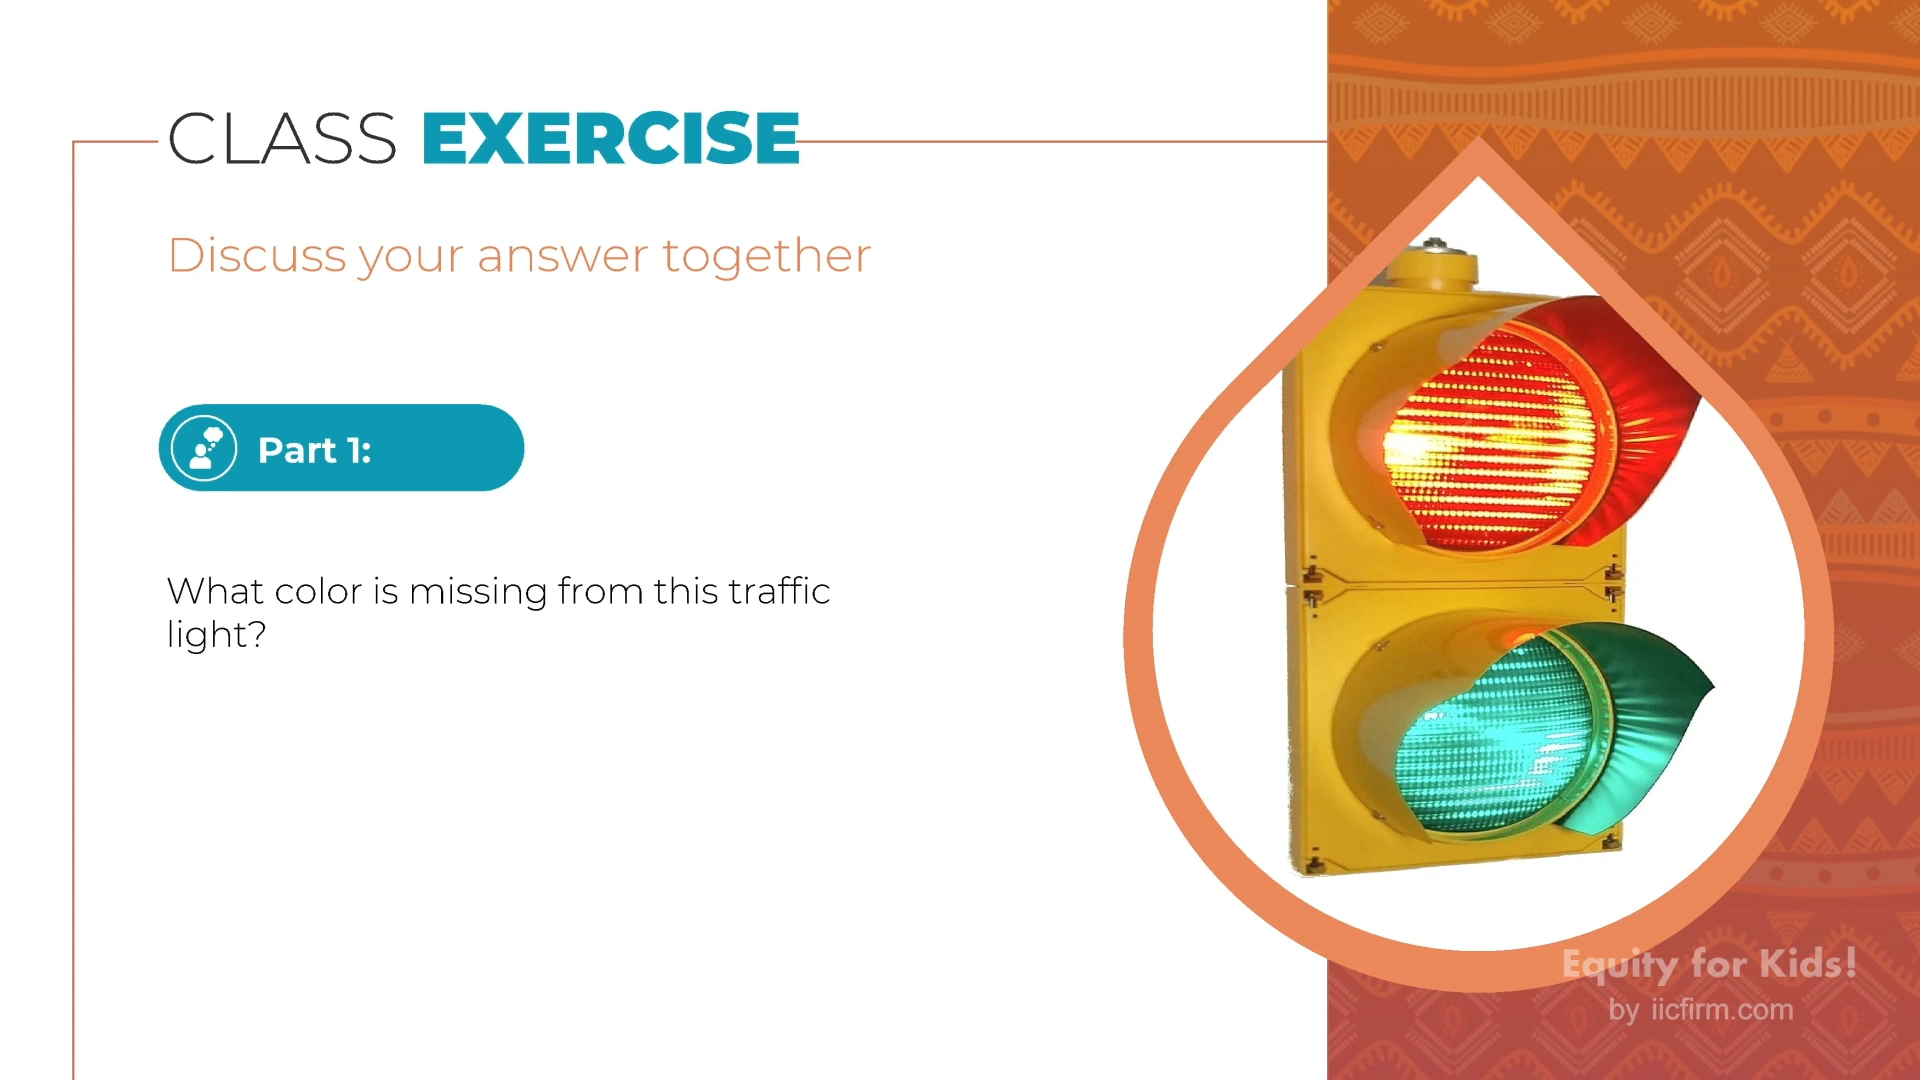 CLASS EXERCISE
Discuss your answer together
Part 1:
What color is missing from this traffic
light?
Equity for Kids!
by iicfirm.com